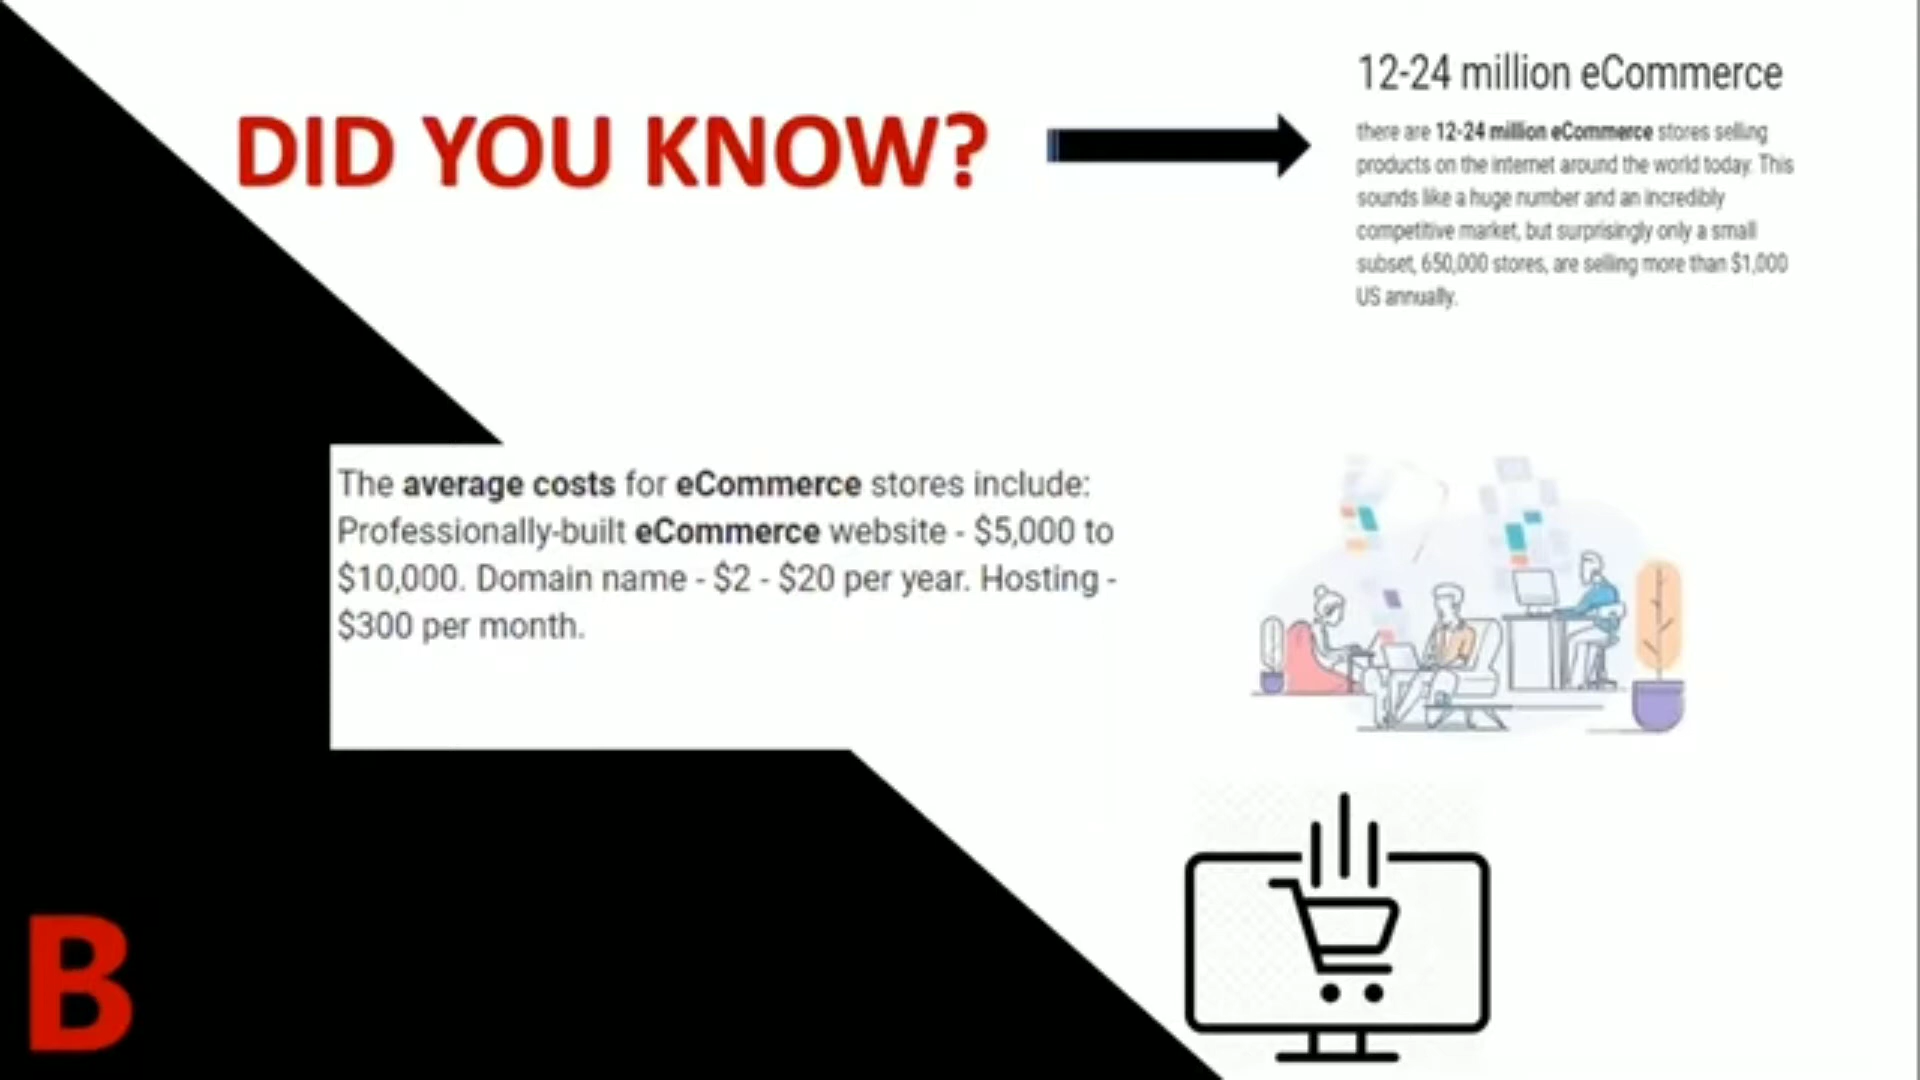 DID YOU KNOW?
12-24 million eCommerce
there are 12-24 million eCommerce stores selling
products on the internet around the world today. This
sounds like a huge number and an incredibly
competitive market, but surprisingly only a small
subset, 650,000 stores, are selling more than $1,000
US annually.
The average costs for eCommerce stores include:
Professionally-built eCommerce website - $5,000 to
$10,000. Domain name - $2 - $20 per year. Hosting -
$300 per month.
B